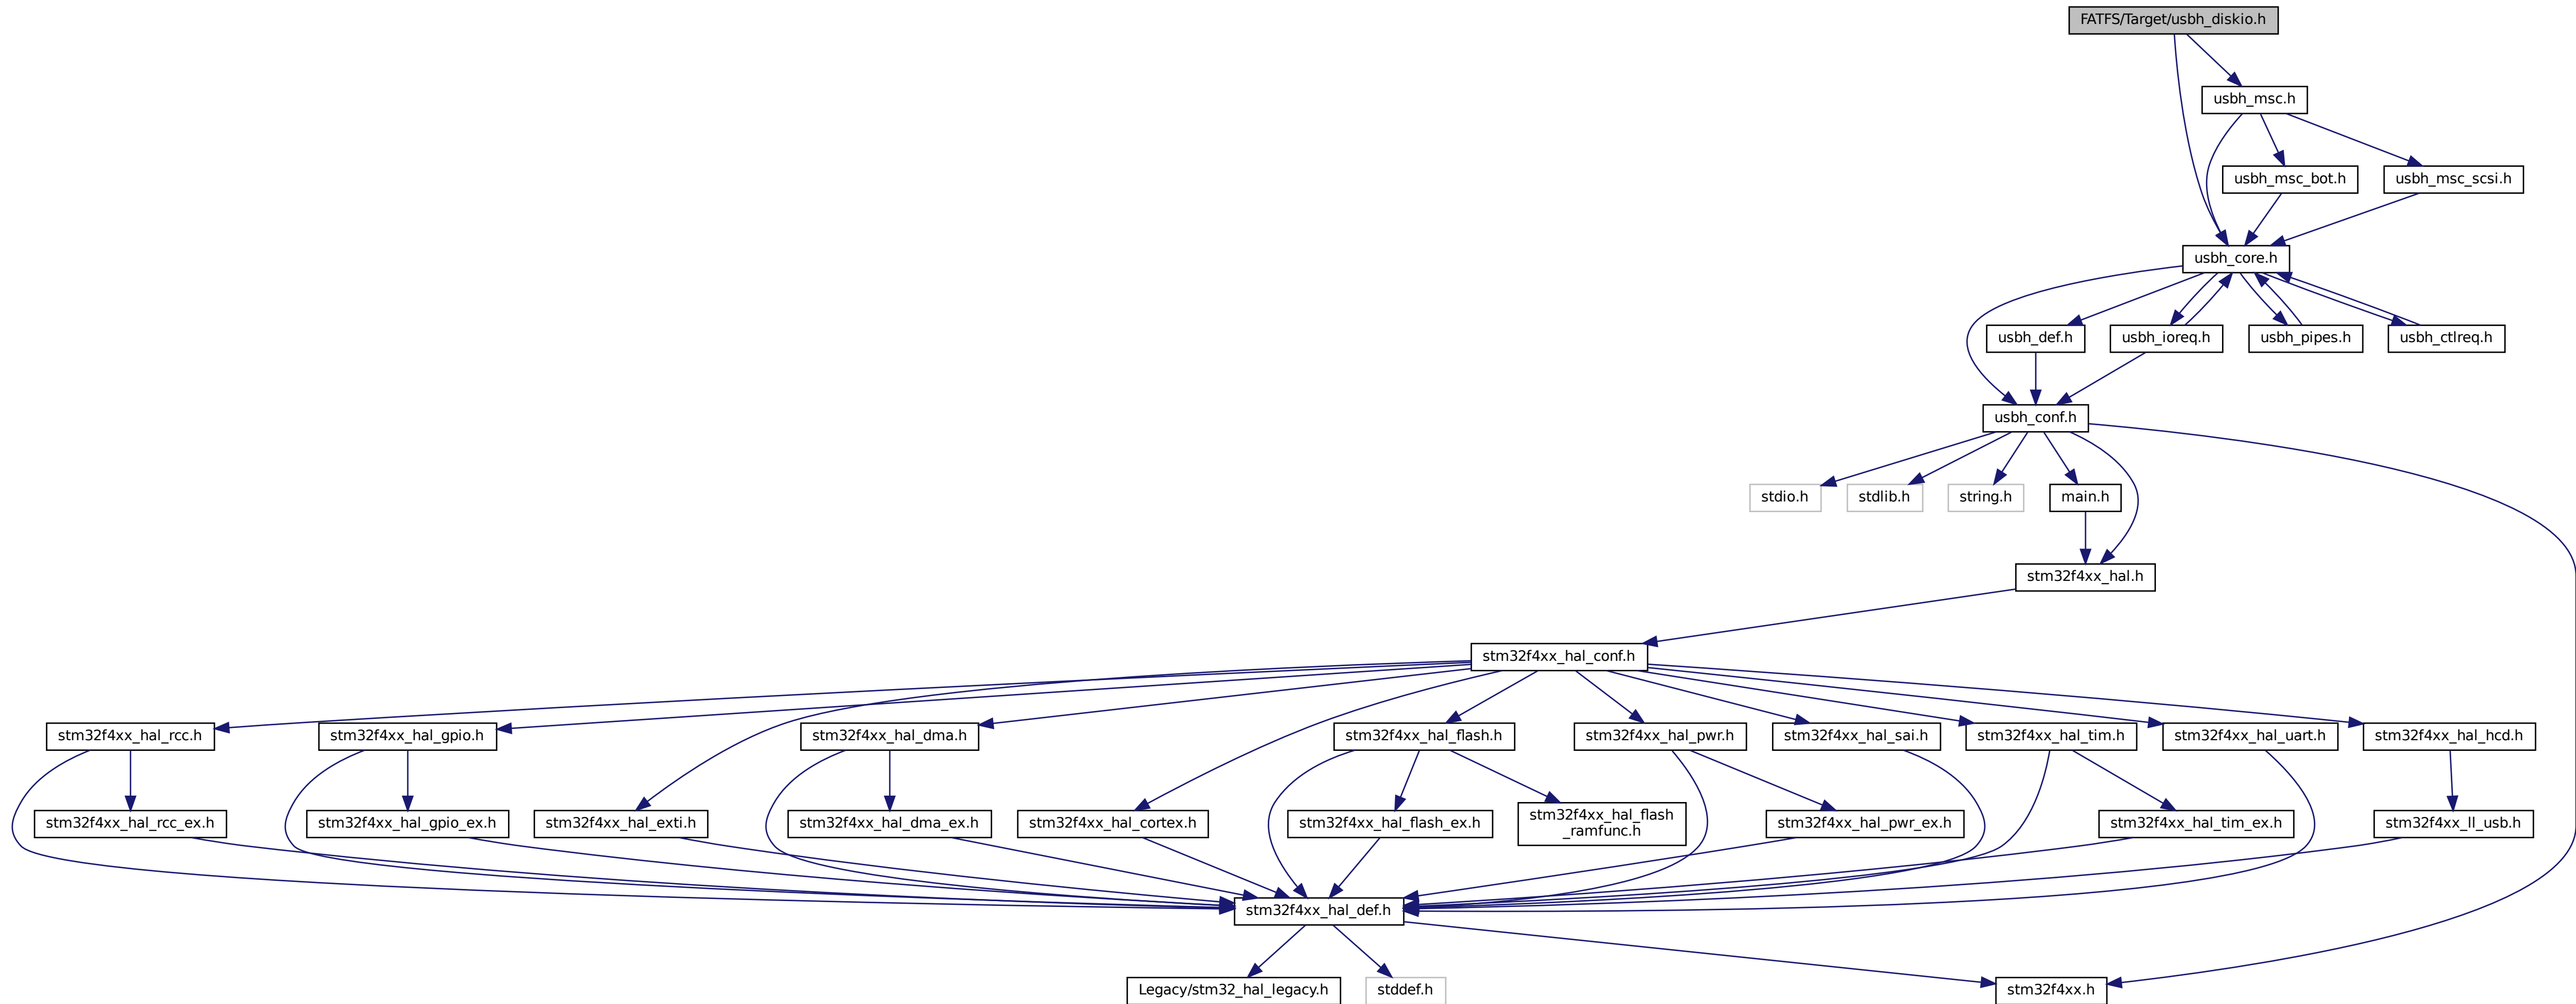 FATFS/Target/usbh_diskio.h
usbh_msc.h
usbh_msc_bot.h
usbh_msc_scsi.h
usbh_core.h
usbh_def.h
usbh_ioreq.h
usbh_pipes.h
usbh_ctlreq.h
usbh_conf.h
stdio.h
stdlib.h
string.h
main.h
stm32f4xx_hal.h
stm32f4xx_hal_conf.h
stm32f4xx_hal_rcc.h
stm32f4xx_hal_gpio.h
stm32f4xx_hal_dma.h
stm32f4xx_hal_flash.h
stm32f4xx_hal_pwr.h
stm32f4xx_hal_sai.h
stm32f4xx_hal_tim.h
stm32f4xx_hal_uart.h
stm32f4xx_hal_hcd.h
stm32f4xx_hal_rcc_ex.h
stm32f4xx_hal_gpio_ex.h
stm32f4xx_hal_exti.h
stm32f4xx_hal_dma_ex.h
stm32f4xx_hal_cortex.h
stm32f4xx_hal_flash_ex.h
stm32f4xx_hal_flash
_ramfunc.h
stm32f4xx_hal_pwr_ex.h
stm32f4xx_hal_tim_ex.h
stm32f4xx_ll_usb.h
stm32f4xx_hal_def.h
Legacy/stm32_hal_legacy.h
stddef.h
stm32f4xx.h